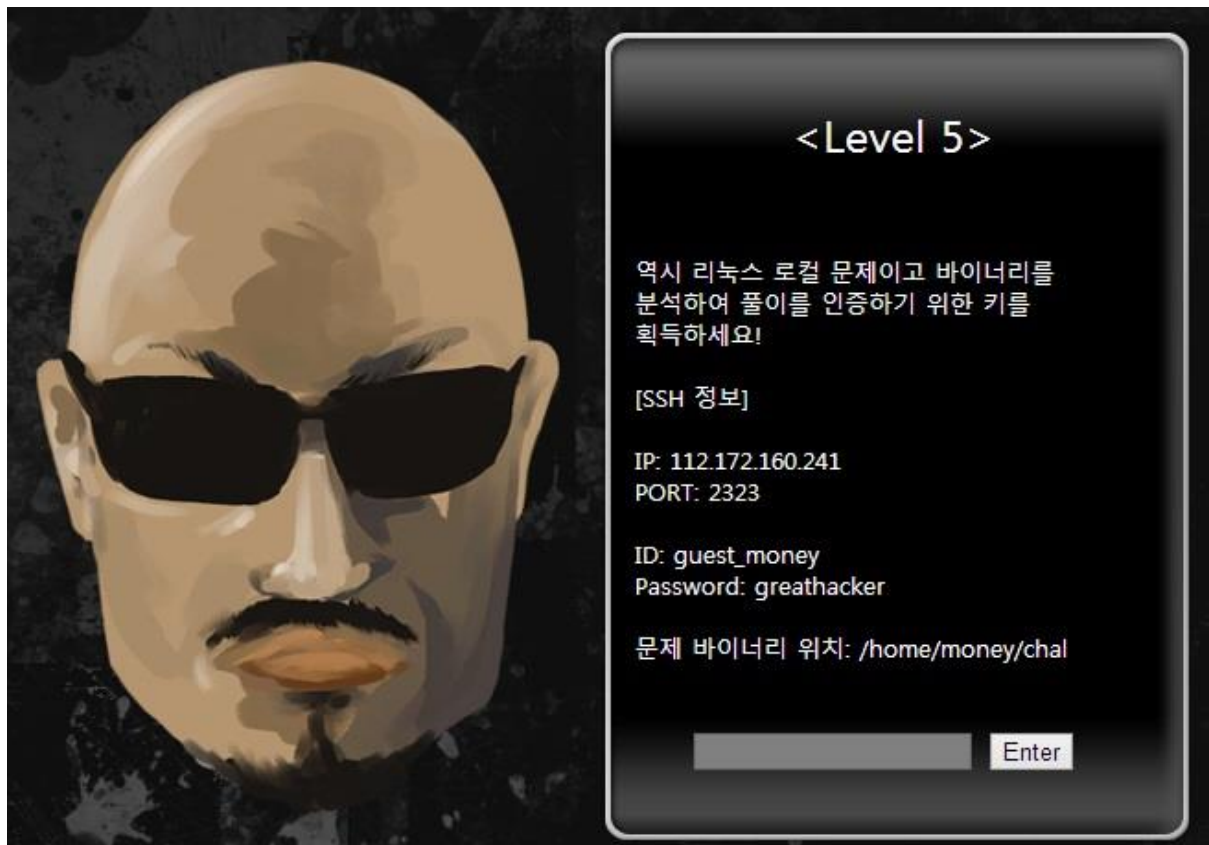 <Level 5>
역시 리눅스 로컬 문제이고 바이너리를
분석하여 풀이를 인증하기 위한 키를
획득하세요!
[SSH 정보]
IP: 112.172.160.241
PORT: 2323
ID: guest_money
Password: greathacker
문제 바이너리 위치: /home/money/chal
Enter